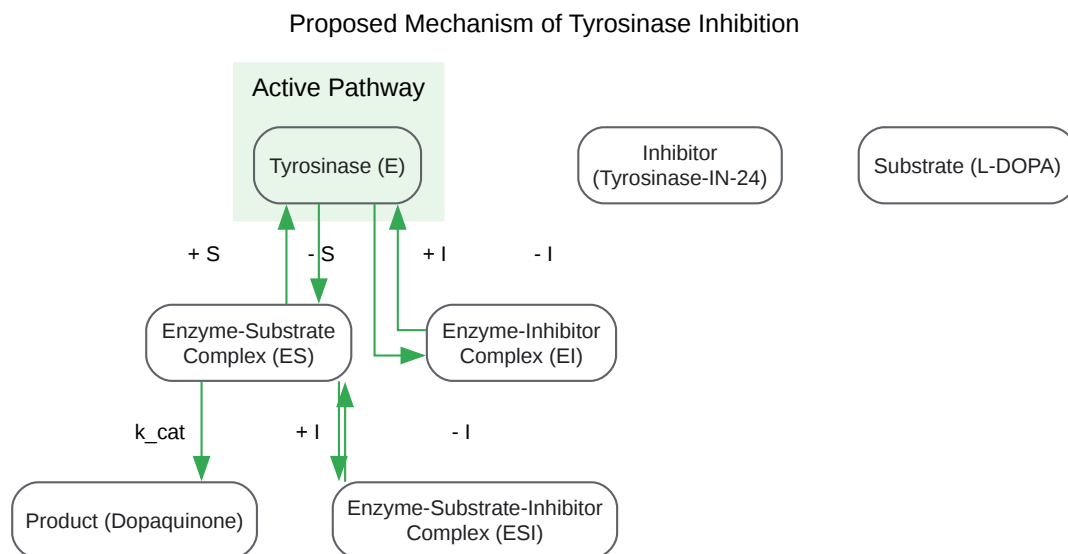 Proposed Mechanism of Tyrosinase Inhibition
Active Pathway
Tyrosinase (E)
Inhibitor
(Tyrosinase-IN-24)
Substrate (L-DOPA)
+ S
- S
+ I
- I
Enzyme-Substrate
Complex (ES)
Enzyme-Inhibitor
Complex (EI)
k_cat
+ I
- I
Product (Dopaquinone)
Enzyme-Substrate-Inhibitor
Complex (ESI)